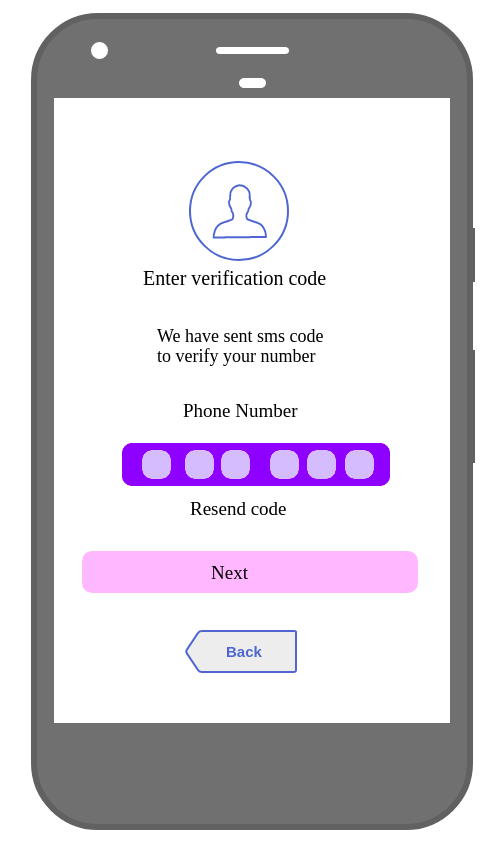 Enter verification code
We have sent sms code
to verify your number
Phone Number
Resend code
Next
Back